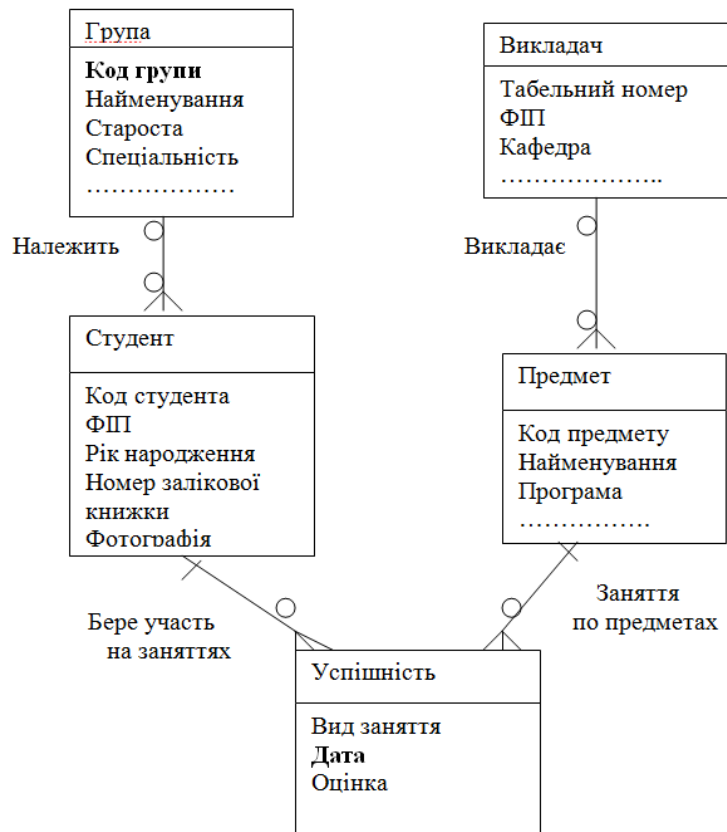 Група
Код групи
Найменування
Староста
Спеціальність
………………
Викладач
Табельний номер
ФІП
Кафедра
………………..
Належить
Викладає
Студент
Код студента
ФІП
Рік народження
Номер залікової
книжки
Фотографія
Предмет
Код предмету
Найменування
Програма
…………….
Бере участь
на заняттях
Заняття
по предметах
Успішність
Вид заняття
Дата
Оцінка